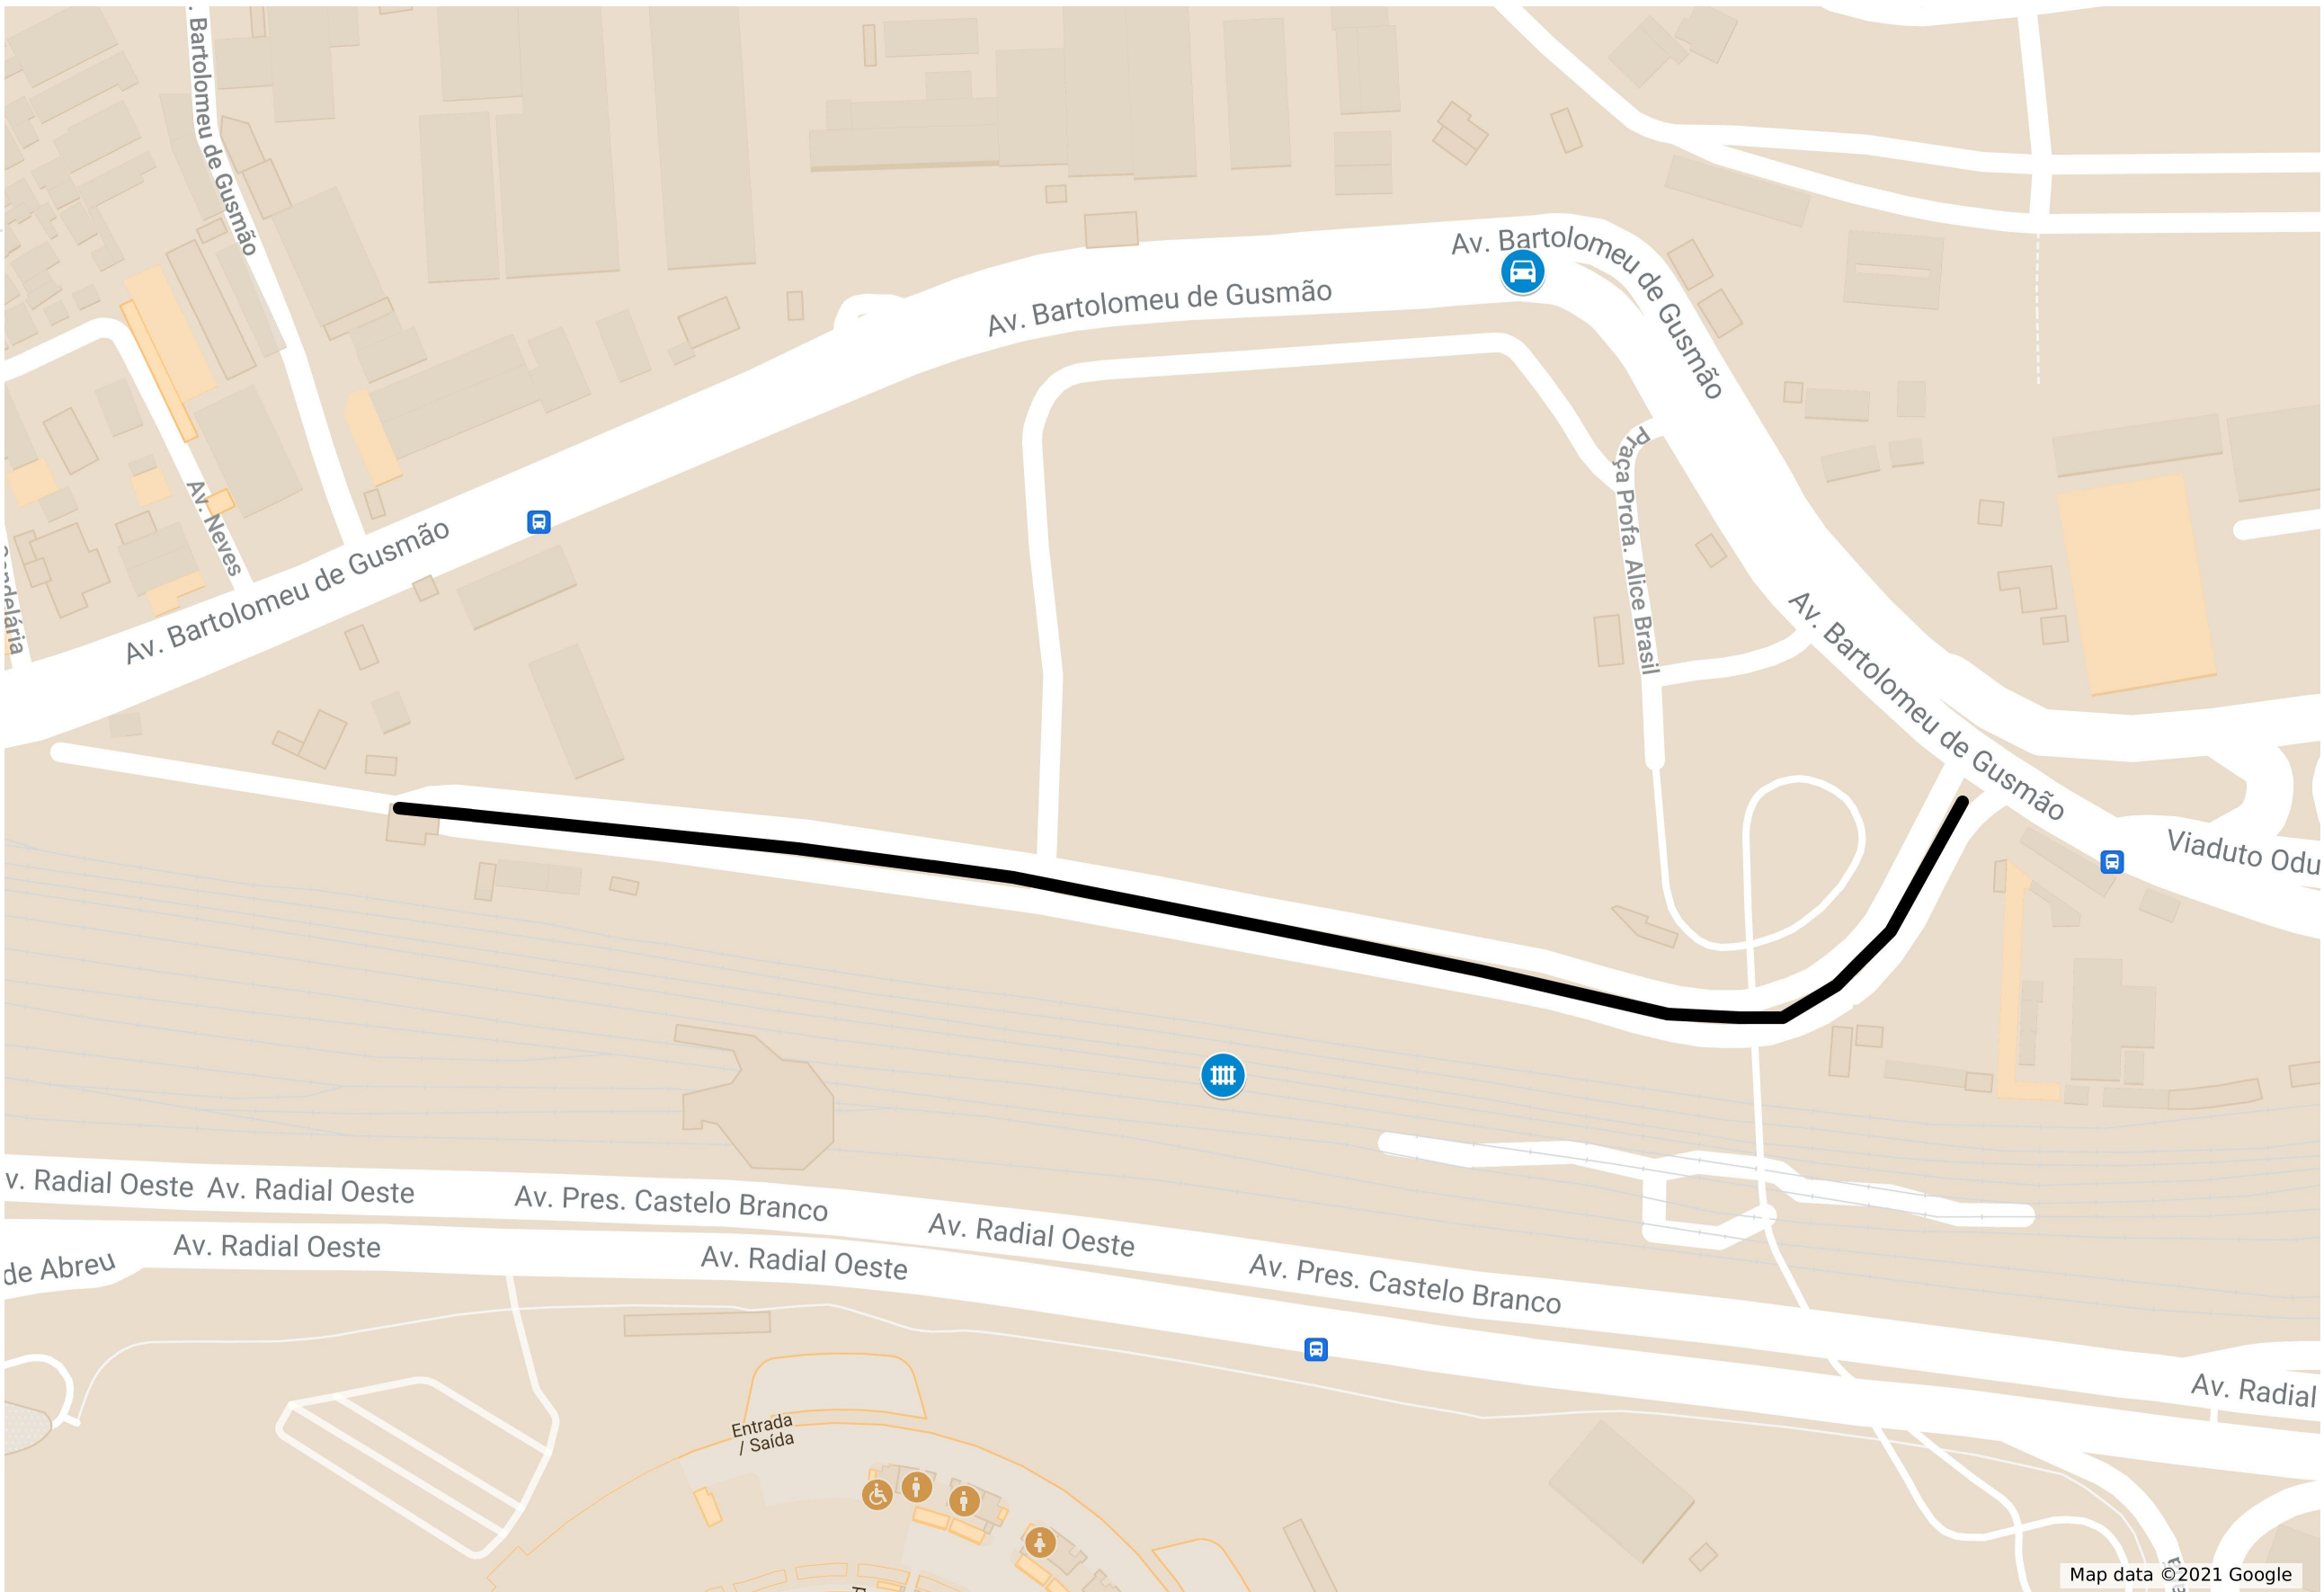 . Bartolomeu de Gusmão
Av. Bartolomeu de Gusmão
Av. Bartolomeu de Gusmão
Praça Profa. Alice Brasil
Av. Neves
Av. Bartolomeu de Gusmão
Av. Bartolomeu de Gusmão
Viaduto Odu
v. Radial Oeste
Av. Radial Oeste
Av. Pres. Castelo Branco
Av. Radial Oeste
Av. Radial Oeste
Av. Radial Oeste
Av. Pres. Castelo Branco
de Abreu
Av. Radial
Entrada
/ Saída
Map data ©2021 Google